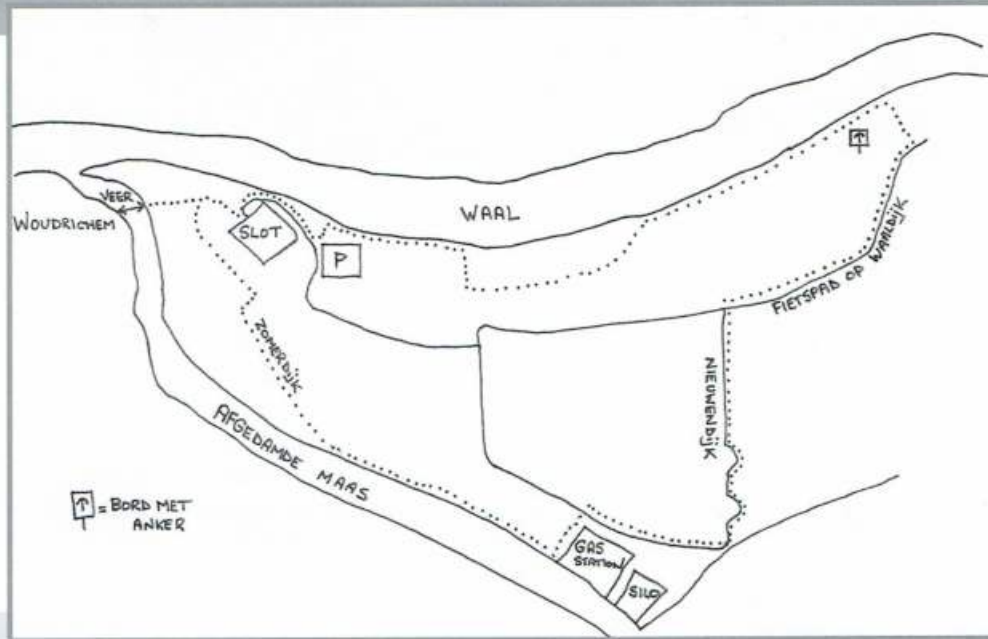 WAAL
VEER
WOUDRICHEM
SLOT
P
FIETSPAD OP WAALDIJK
ZOMERDIJK
NIEUWENDIJK
AFGEDAMDE MAAS
= BORD MET
ANKER
GAS
STATION
SILO